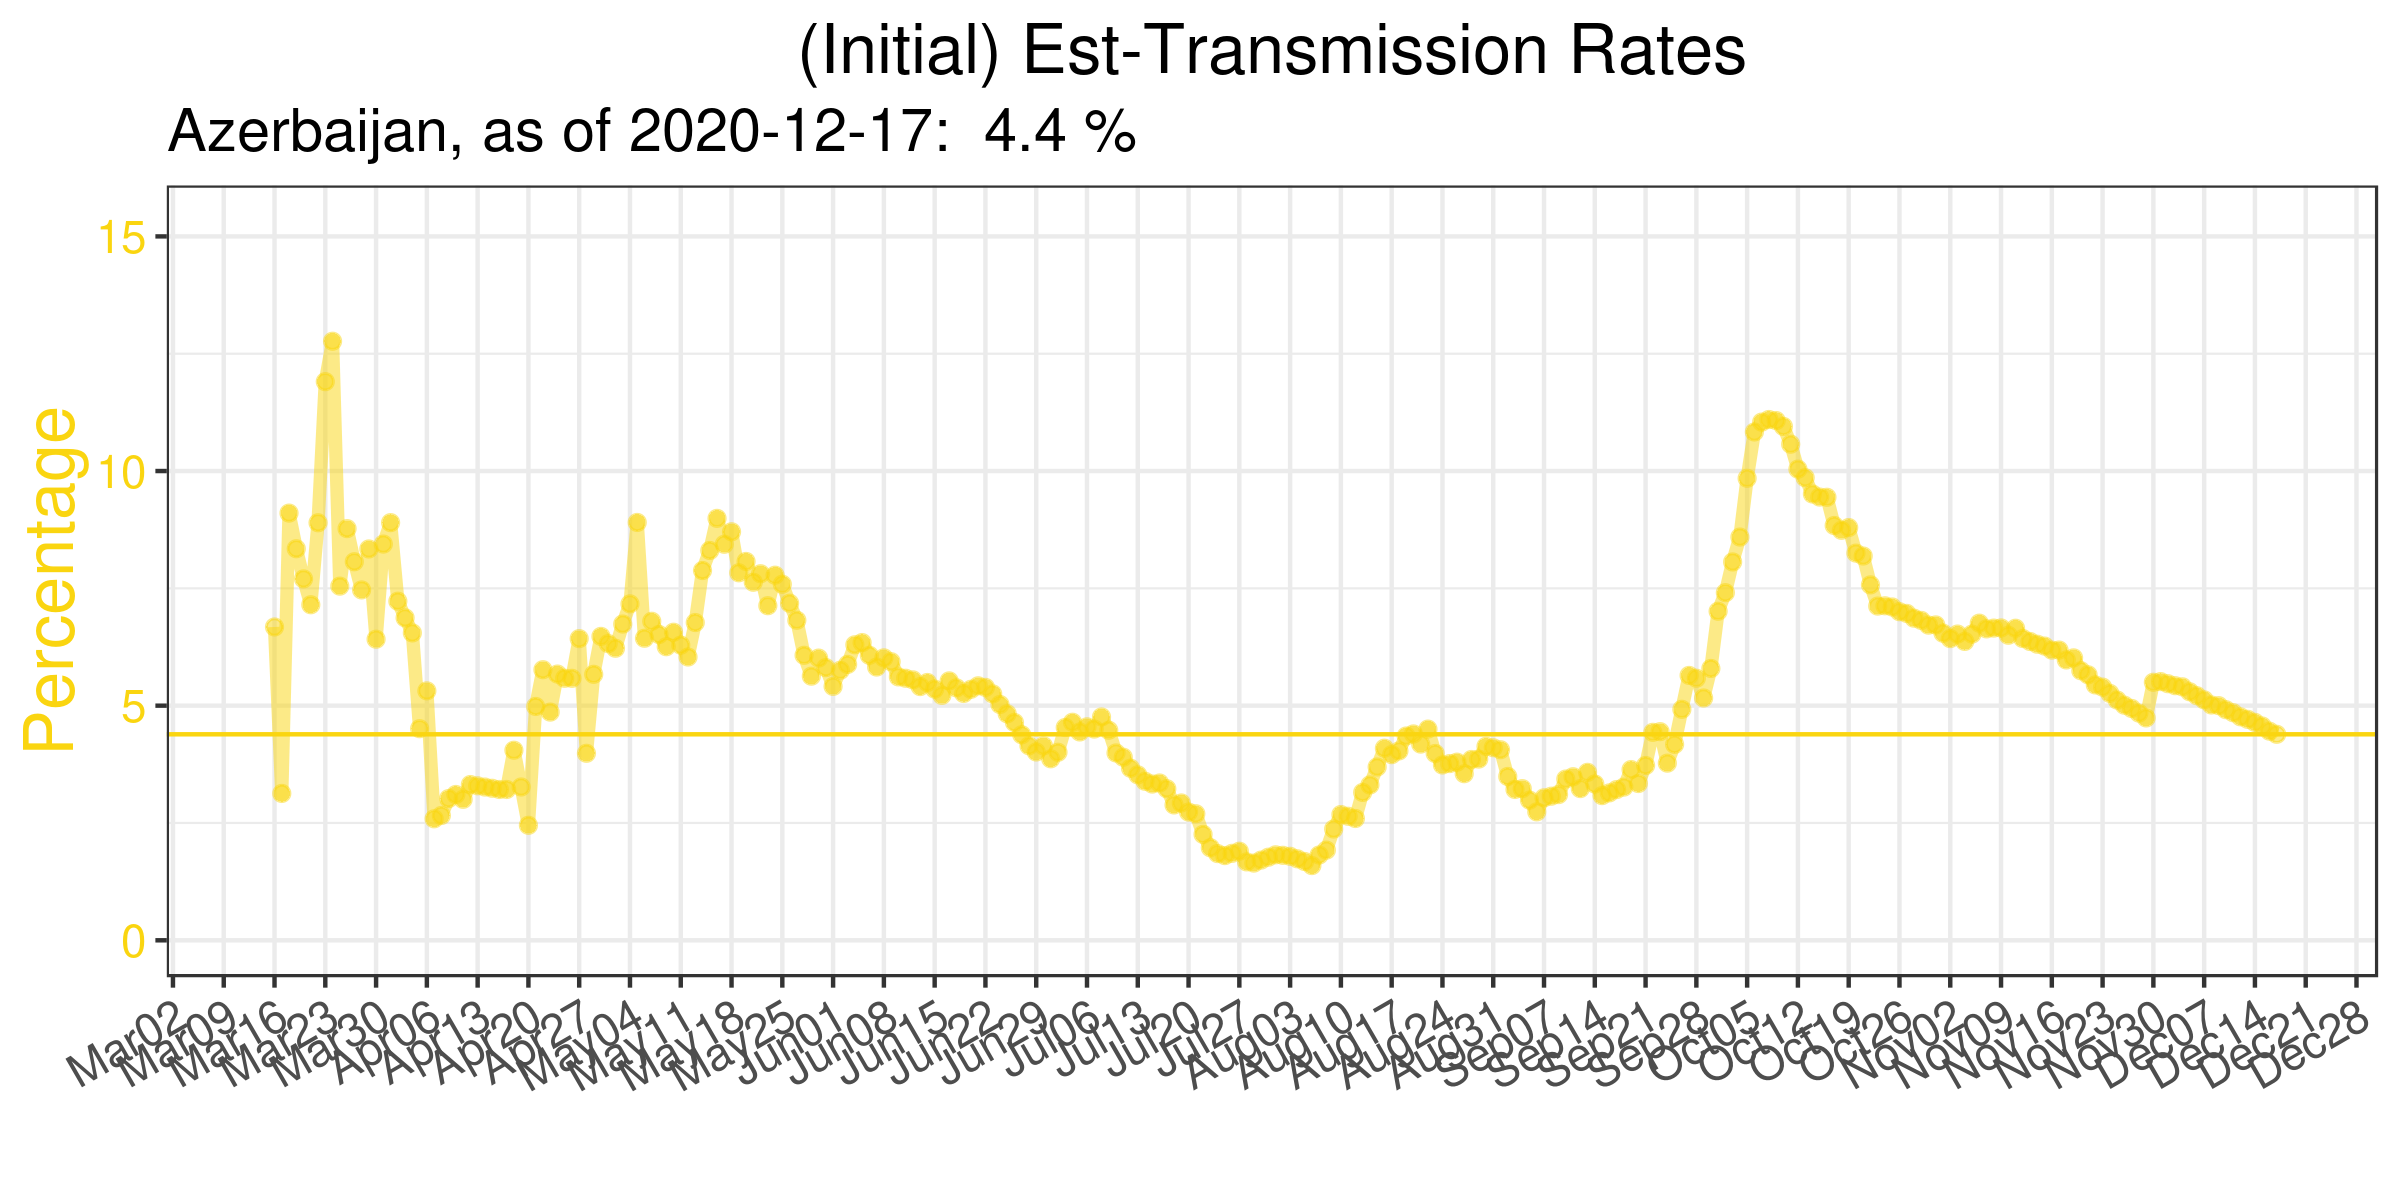 (Initial) Est-Transmission Rates
Azerbaijan, as of 2020-12-17:  4.4 %
Percentage
15
10
5
0
Mar02
Mar09
Mar16
Mar23
Mar30
Apr06
Apr13
Apr20
Apr27
May04
May11
May18
May25
Jun01
Jun08
Jun15
Jun22
Jun29
Jul06
Jul13
Jul20
Jul27
Aug03
Aug10
Aug17
Aug24
Aug31
Sep07
Sep14
Sep21
Sep28
Oct05
Oct12
Oct19
Oct26
Nov02
Nov09
Nov16
Nov23
Nov30
Dec07
Dec14
Dec21
Dec28